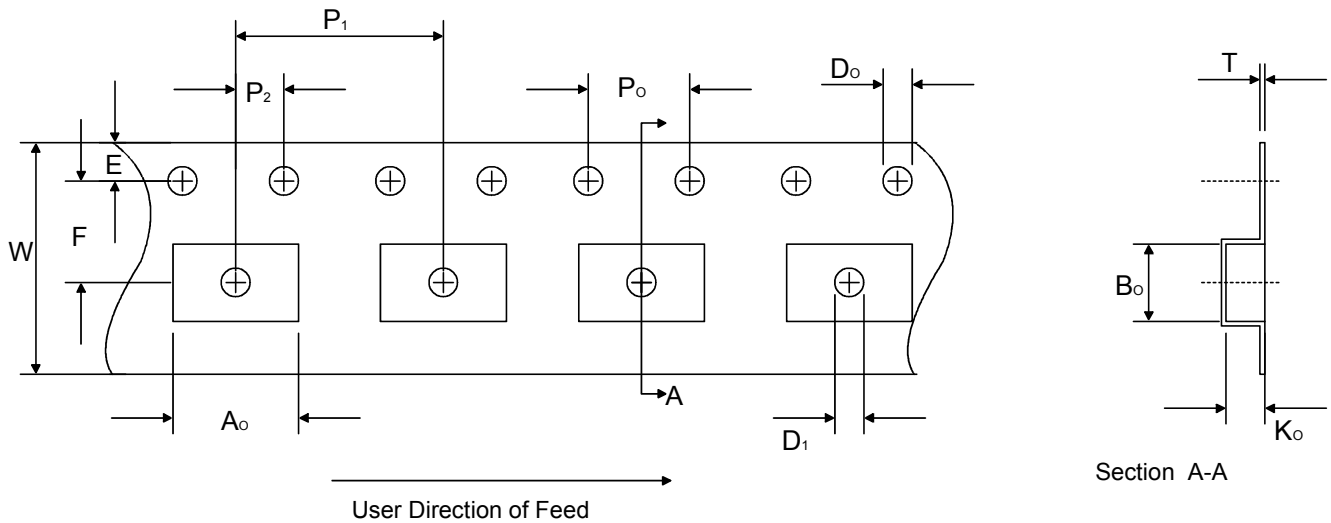 P₁
P₂
Pₒ
Dₒ
T
E
F
W
Bₒ
Aₒ
A
D₁
Kₒ
Section A-A
User Direction of Feed